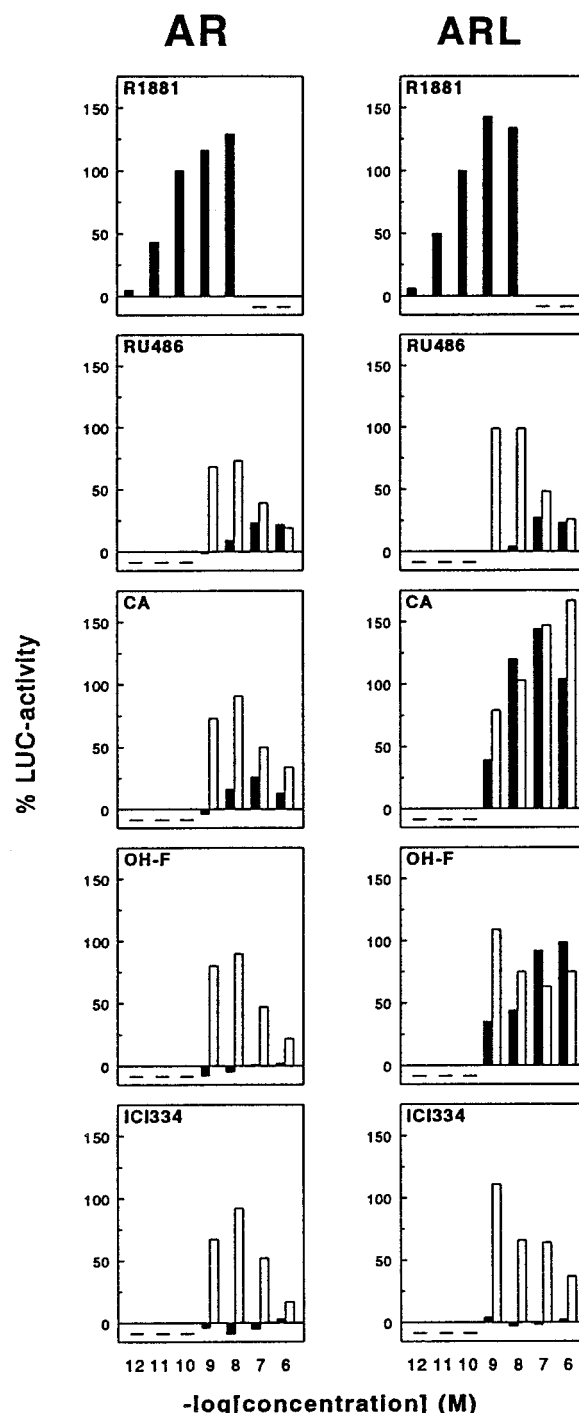 AR ARL
R1881 R1881
150 150
100 100
50 50
0 0
RU486 RU486
150 150
100 100
50 50
0 0
CA CA
150 150
100 100
50 50
0 0
OH-F OH-F
150 150
100 100
50 50
0 0
ICI334 ICI334
150 150
100 100
50 50
0 0
% LUC-activity
12 11 10 9 8 7 6 12 11 10 9 8 7 6
-log[concentration] (M)